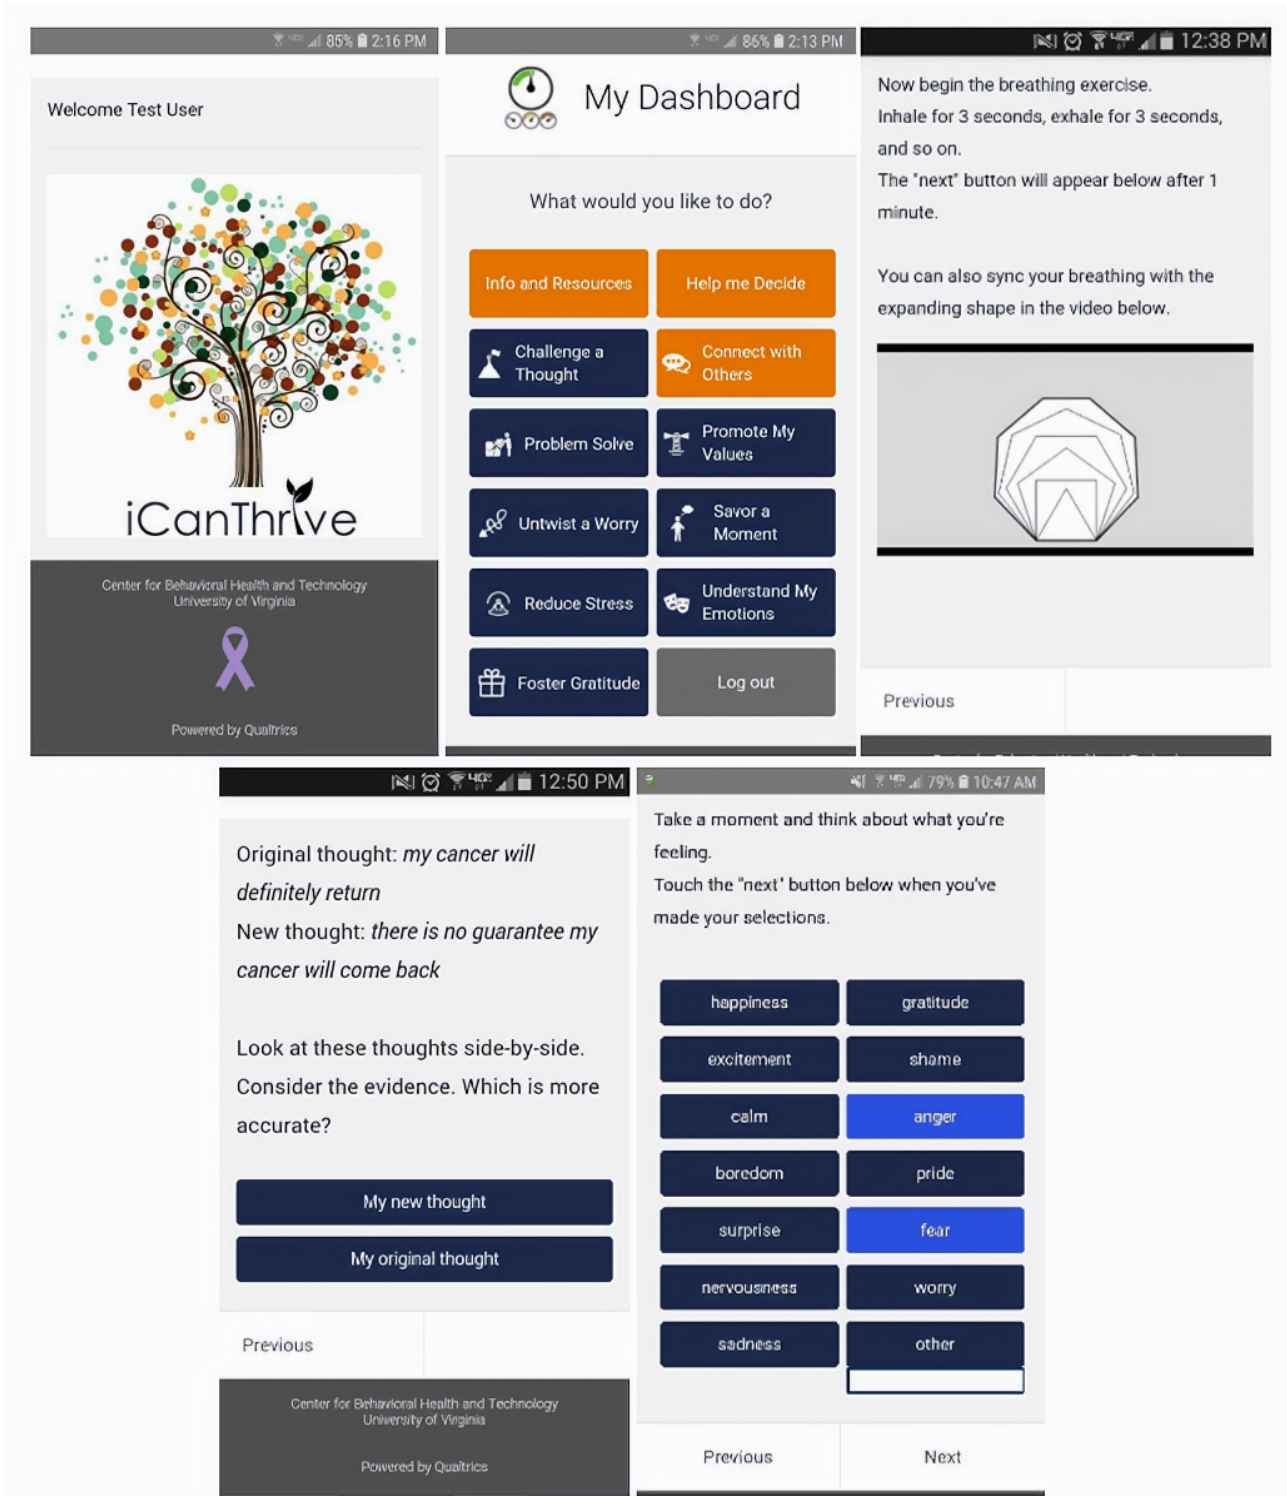 85% 2:16 PM
Welcome Test User
iCanThrive
Center for Behavioral Health and Technology
University of Virginia
Powered by Qualtrics
86% 2:13 PM
My Dashboard
What would you like to do?
Info and Resources
Help me Decide
Challenge a
Thought
Connect with
Others
Problem Solve
Promote My
Values
Untwist a Worry
Savor a
Moment
Reduce Stress
Understand My
Emotions
Foster Gratitude
Log out
12:38 PM
Now begin the breathing exercise.
Inhale for 3 seconds, exhale for 3 seconds,
and so on.
The "next" button will appear below after 1
minute.
You can also sync your breathing with the
expanding shape in the video below.
Previous
12:50 PM
Original thought: my cancer will
definitely return
New thought: there is no guarantee my
cancer will come back
Look at these thoughts side-by-side.
Consider the evidence. Which is more
accurate?
My new thought
My original thought
Previous
Center for Behavioral Health and Technology
University of Virginia
Powered by Qualtrics
79% 10:47 AM
Take a moment and think about what you're
feeling.
Touch the "next" button below when you've
made your selections.
happiness
gratitude
excitement
shame
calm
anger
boredom
pride
surprise
fear
nervousness
worry
sadness
other
Previous
Next